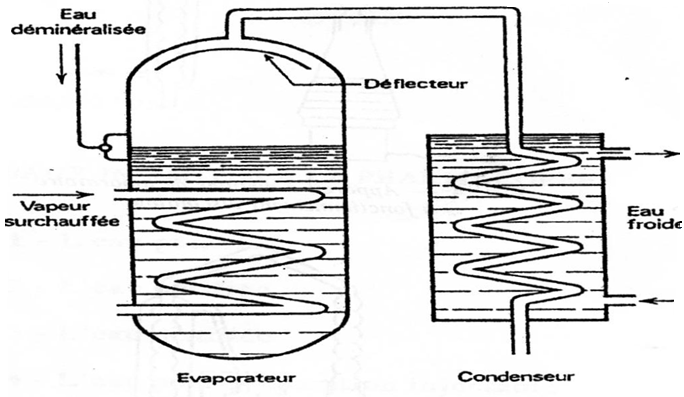 Eau
déminéralisée
Déflecteur
Vapeur
surchauffée
Eau
froide
Evaporateur
Condenseur